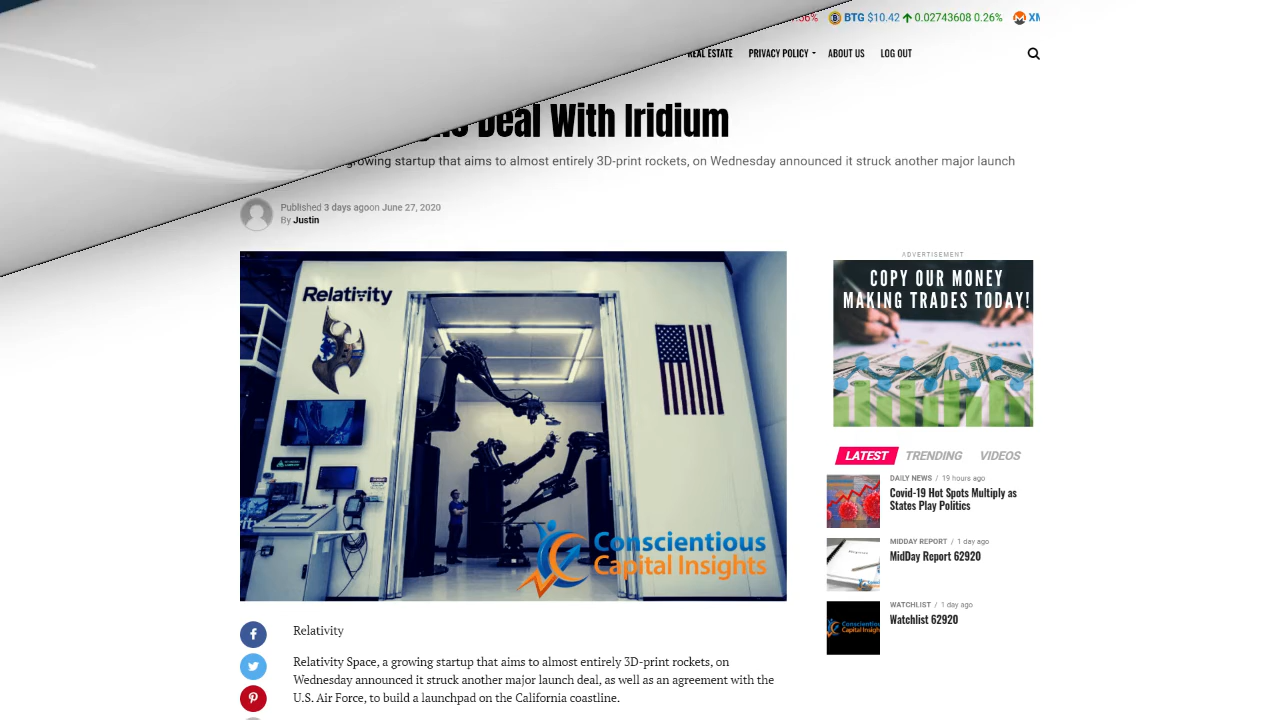 BTG $10.42 0.02743608 0.26%
REAL ESTATE PRIVACY POLICY ABOUT US LOG OUT
Deal With Iridium
growing startup that aims to almost entirely 3D-print rockets, on Wednesday announced it struck another major launch
Published 3 days agoon June 27, 2020
By Justin
Relativity
Conscientious
Capital Insights
ADVERTISEMENT
COPY OUR MONEY
MAKING TRADES TODAY!
LATEST TRENDING VIDEOS
DAILY NEWS / 19 hours ago
Covid-19 Hot Spots Multiply as
States Play Politics
MIDDAY REPORT / 1 day ago
MidDay Report 62920
WATCHLIST / 1 day ago
Watchlist 62920
Relativity
Relativity Space, a growing startup that aims to almost entirely 3D-print rockets, on
Wednesday announced it struck another major launch deal, as well as an agreement with the
U.S. Air Force, to build a launchpad on the California coastline.